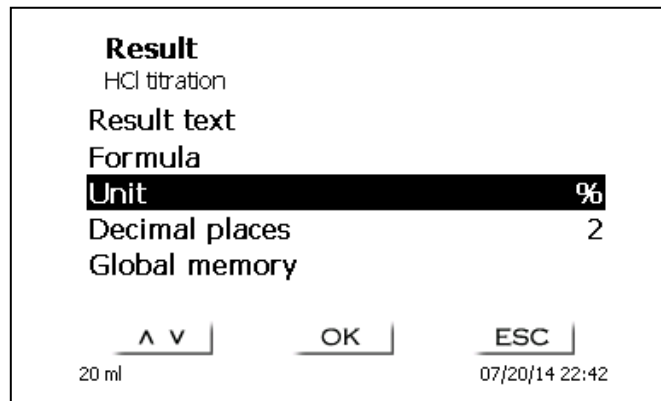 Result
HCl titration
Result text
Formula
Unit %
Decimal places 2
Global memory
∧ ∨ OK ESC
20 ml 07/20/14 22:42